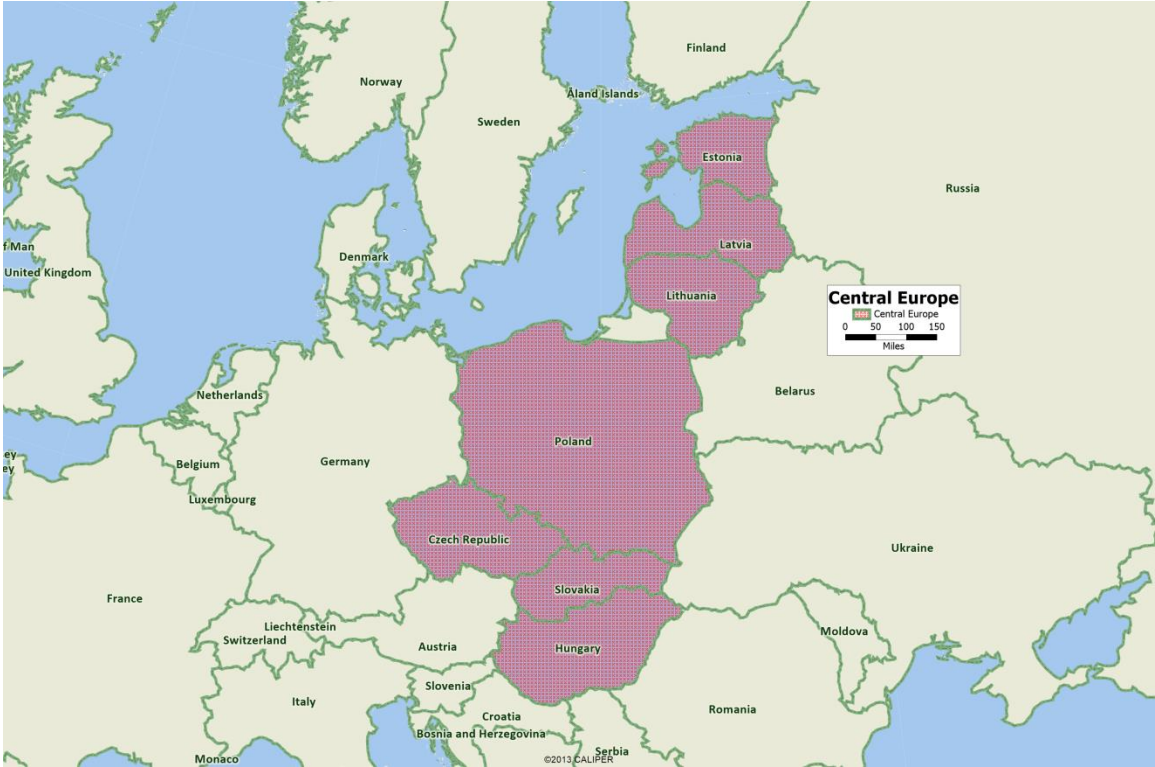 Finland
Norway
Åland Islands
Sweden
Estonia
Russia
Latvia
f Man
Denmark
United Kingdom
Lithuania
Central Europe
Central Europe
0 50 100 150
Miles
Netherlands
Belarus
Poland
ey
ey
Belgium
Germany
Luxembourg
Czech Republic
Ukraine
Slovakia
France
Liechtenstein
Switzerland
Moldova
Austria
Hungary
Slovenia
Italy
Romania
Croatia
Bosnia and Herzegovina
Serbia
Monaco
©2013 CALIPER